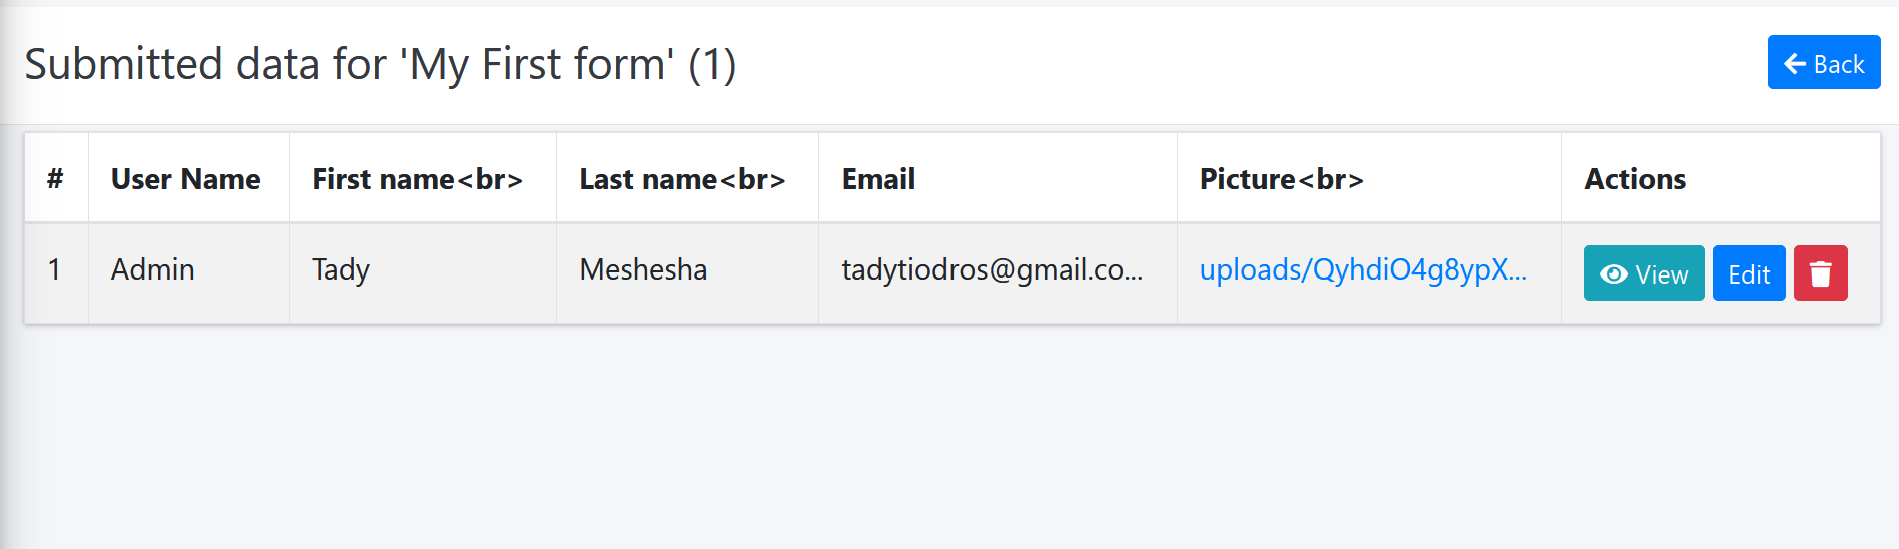 Submitted data for 'My First form' (1)
Back
# User Name First name<br> Last name<br> Email Picture<br> Actions
1 Admin Tady Meshesha tadytiodros@gmail.co... uploads/QyhdiO4g8ypX... View Edit